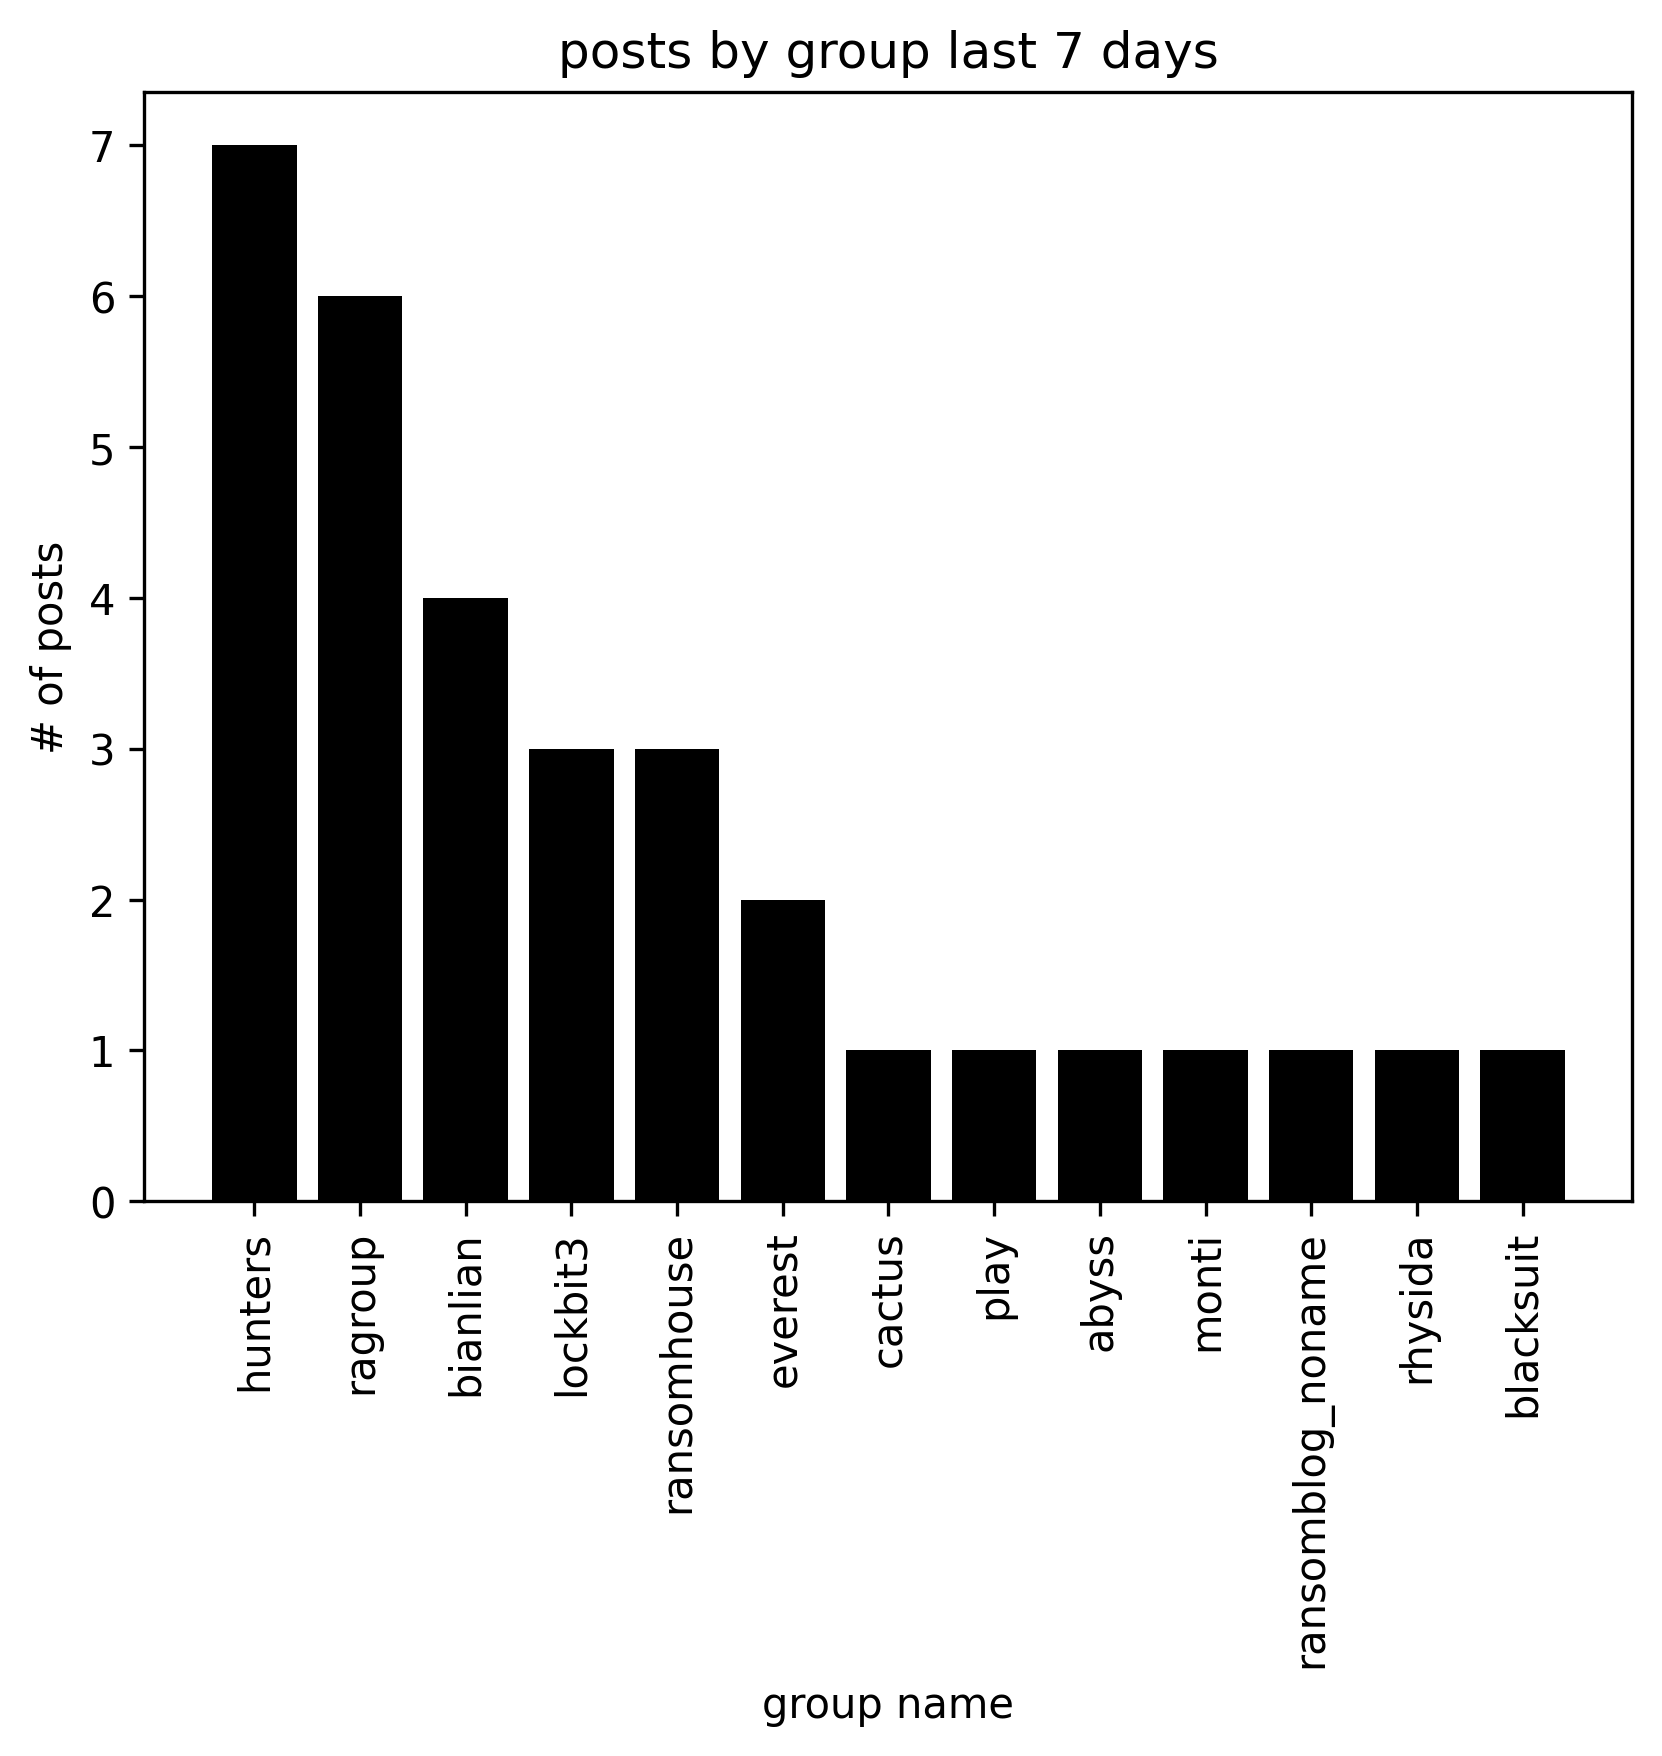 posts by group last 7 days
# of posts
7
6
5
4
3
2
1
0
hunters
ragroup
bianlian
lockbit3
ransomhouse
everest
cactus
play
abyss
monti
ransomblog_noname
rhysida
blacksuit
group name